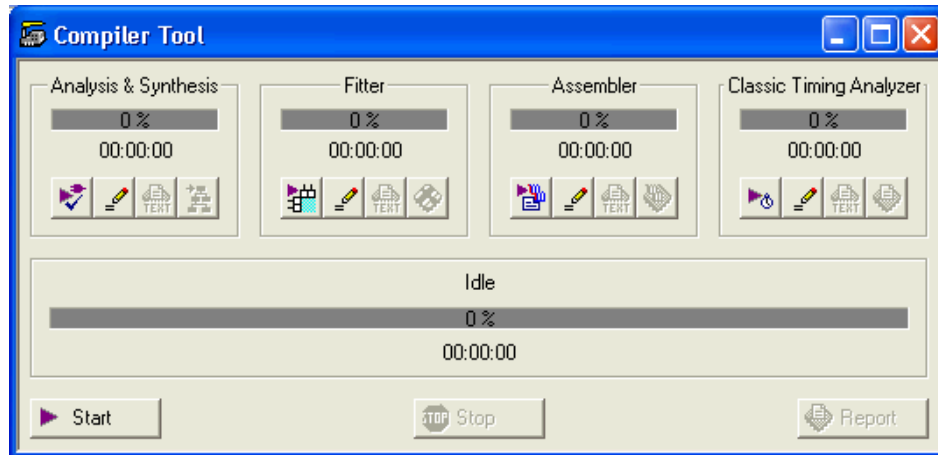 Compiler Tool
Analysis & Synthesis Fitter Assembler Classic Timing Analyzer
0 % 0 % 0 % 0 %
00:00:00 00:00:00 00:00:00 00:00:00
TEXT TEXT TEXT TEXT
Idle
0 %
00:00:00
Start STOP Stop Report